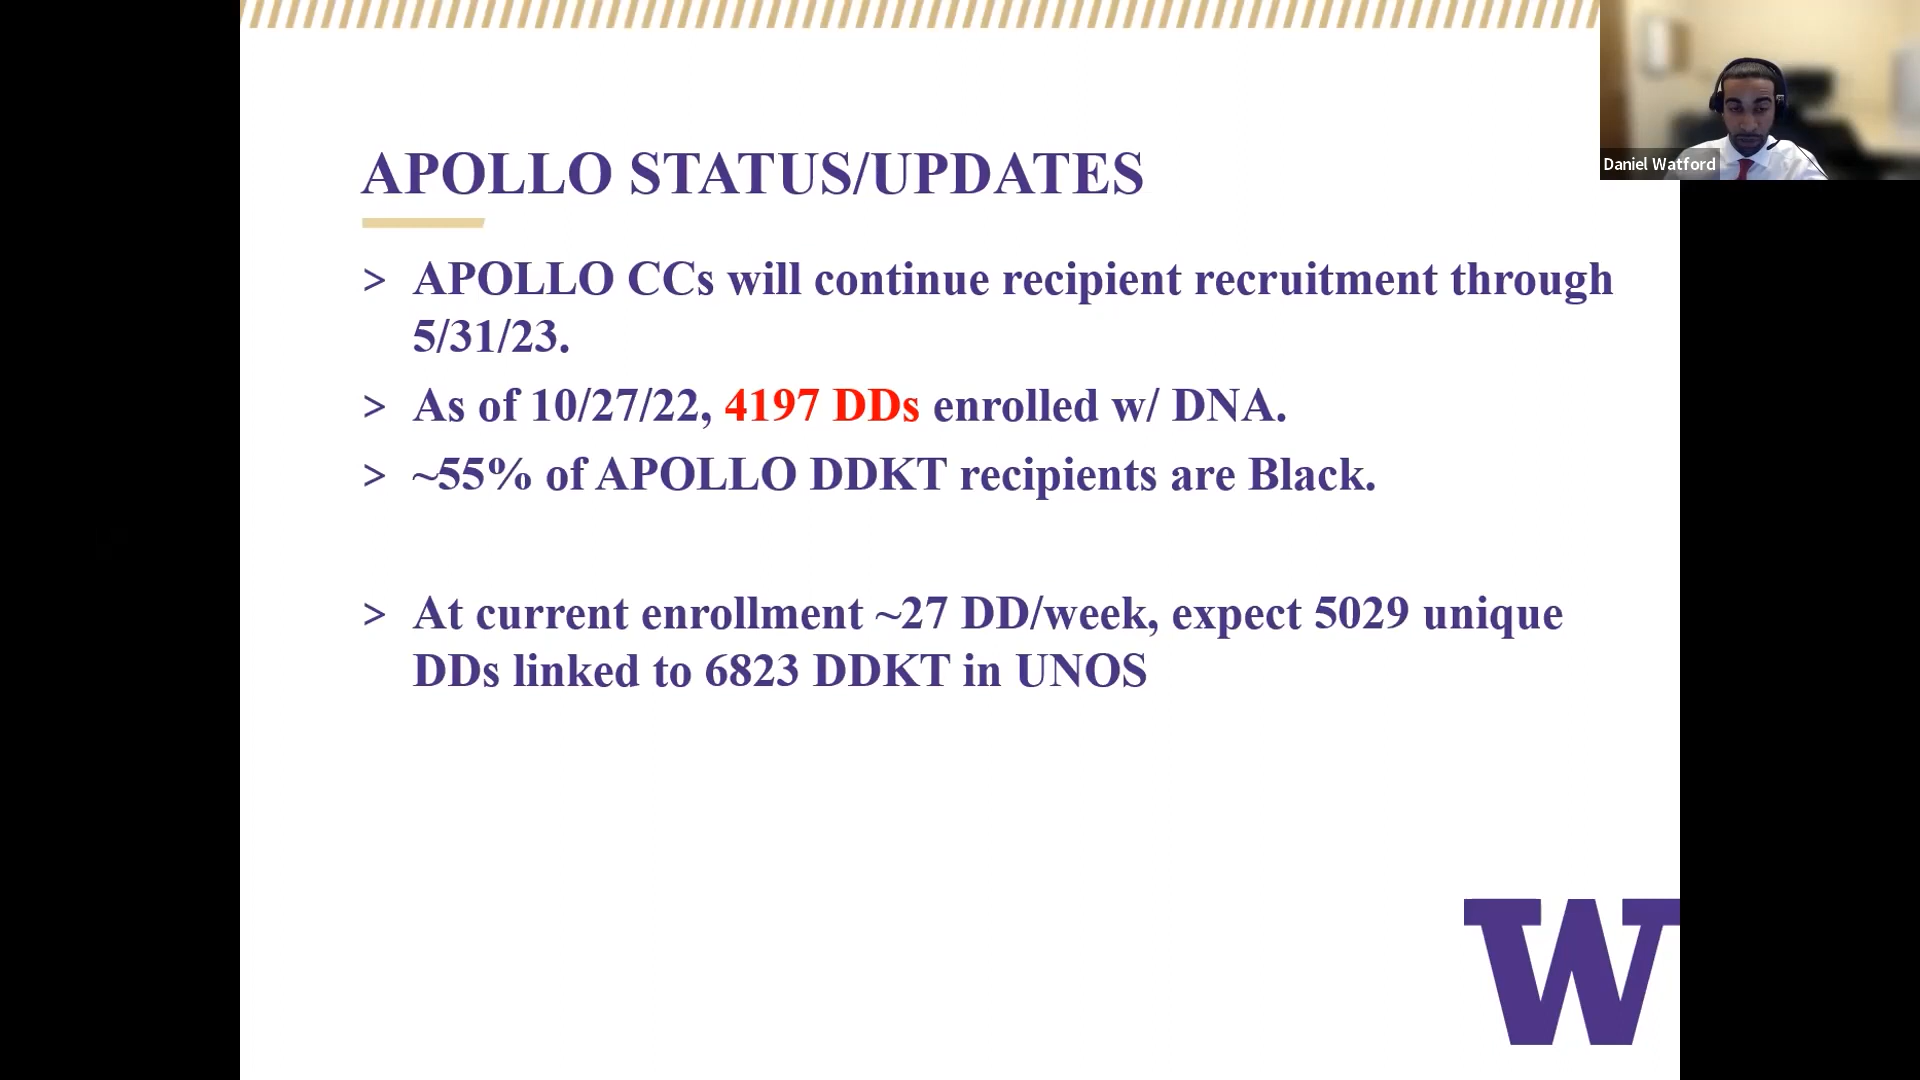 APOLLO STATUS/UPDATES
> APOLLO CCs will continue recipient recruitment through
5/31/23.
> As of 10/27/22, 4197 DDs enrolled w/ DNA.
> ~55% of APOLLO DDKT recipients are Black.
> At current enrollment ~27 DD/week, expect 5029 unique
DDs linked to 6823 DDKT in UNOS
Daniel Watford
W